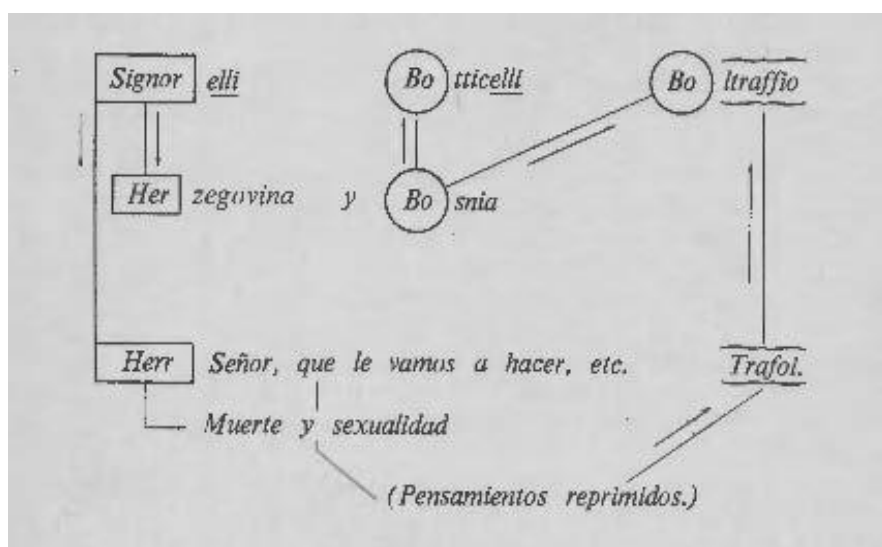 Signor elli Bo tticelli Bo ltraffio
Her zegovina y Bo snia
Herr Señor, que le vamos a hacer, etc. Trafoi.
Muerte y sexualidad
(Pensamientos reprimidos.)